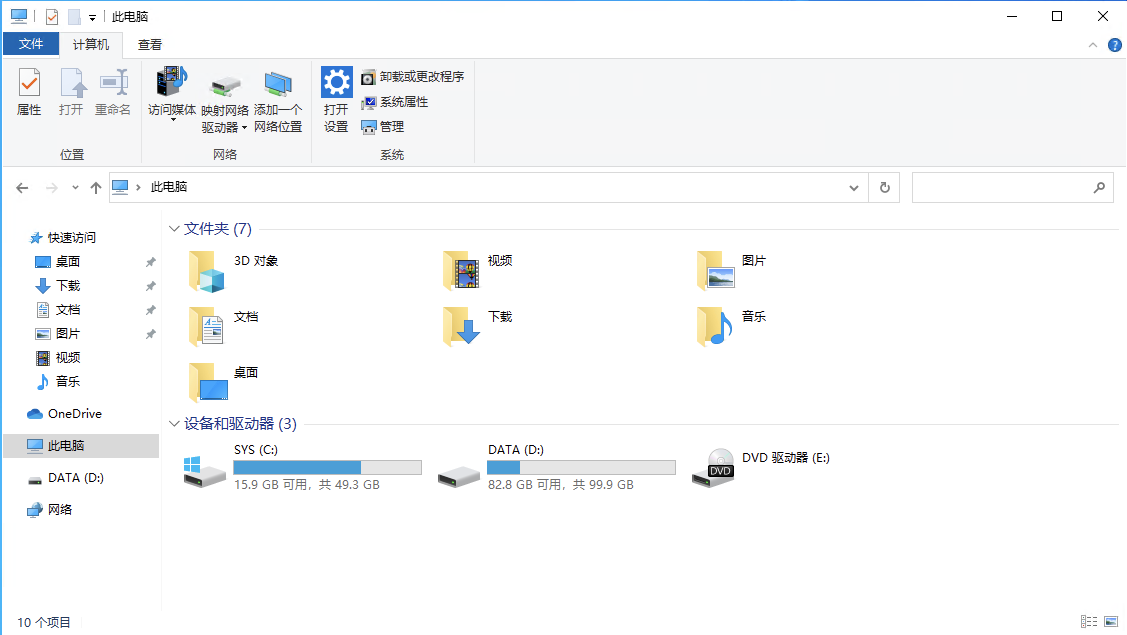 此电脑
文件 计算机 查看
属性 打开 重命名
访问媒体 映射网络驱动器 添加一个网络位置
打开设置
卸载或更改程序
系统属性
管理
位置 网络 系统
此电脑
快速访问
桌面
下载
文档
图片
视频
音乐
OneDrive
此电脑
DATA (D:)
网络
文件夹 (7)
3D 对象 视频 图片
文档 下载 音乐
桌面
设备和驱动器 (3)
SYS (C:)
15.9 GB 可用，共 49.3 GB
DATA (D:)
82.8 GB 可用，共 99.9 GB
DVD
DVD 驱动器 (E:)
10 个项目